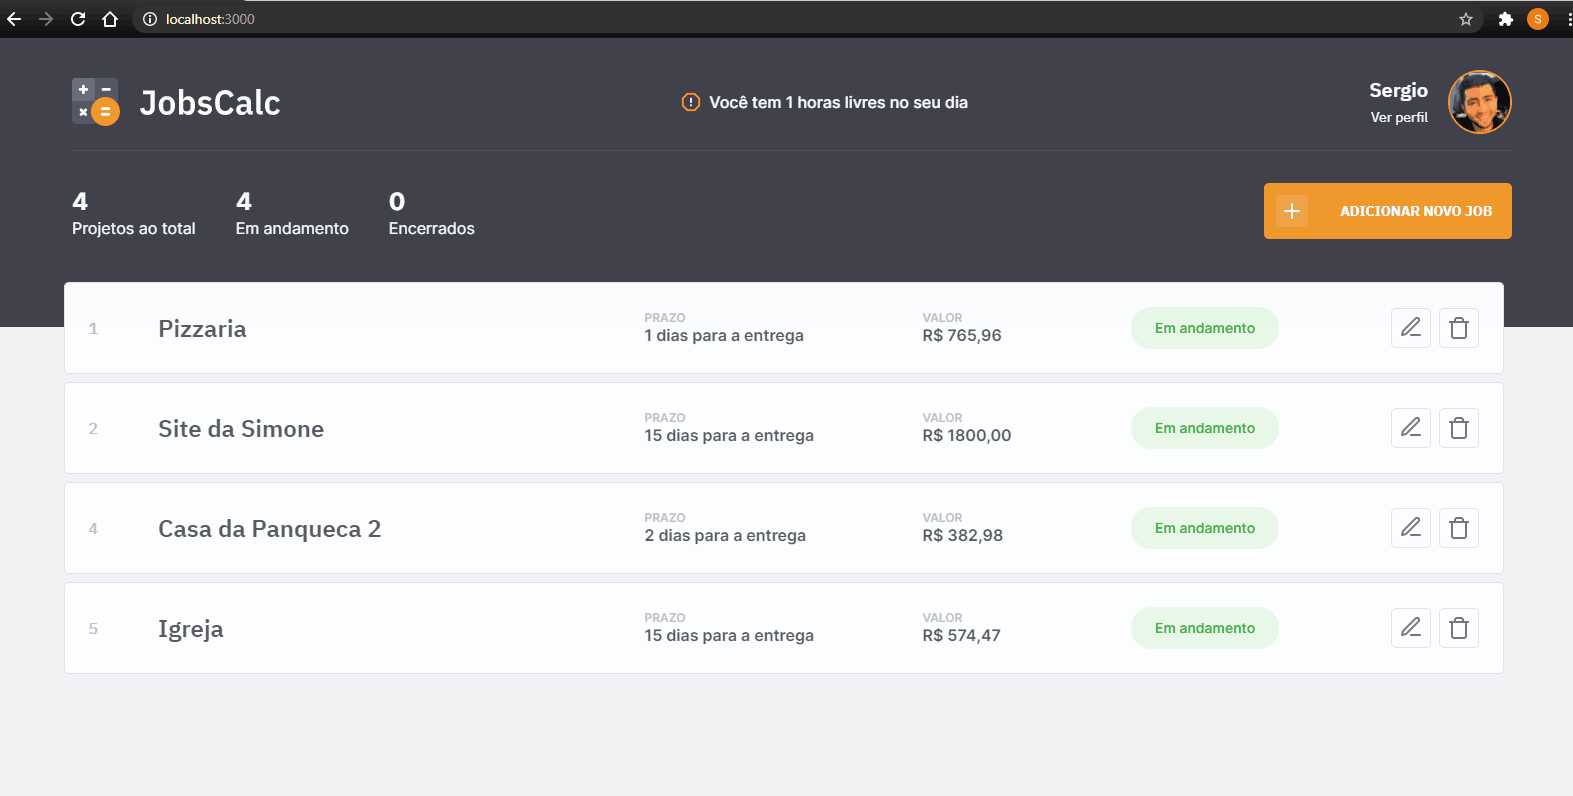 localhost:3000
S
JobsCalc
Você tem 1 horas livres no seu dia
Sergio
Ver perfil
4
Projetos ao total
4
Em andamento
0
Encerrados
ADICIONAR NOVO JOB
1
Pizzaria
PRAZO
1 dias para a entrega
VALOR
R$ 765,96
Em andamento
2
Site da Simone
PRAZO
15 dias para a entrega
VALOR
R$ 1800,00
Em andamento
4
Casa da Panqueca 2
PRAZO
2 dias para a entrega
VALOR
R$ 382,98
Em andamento
5
Igreja
PRAZO
15 dias para a entrega
VALOR
R$ 574,47
Em andamento